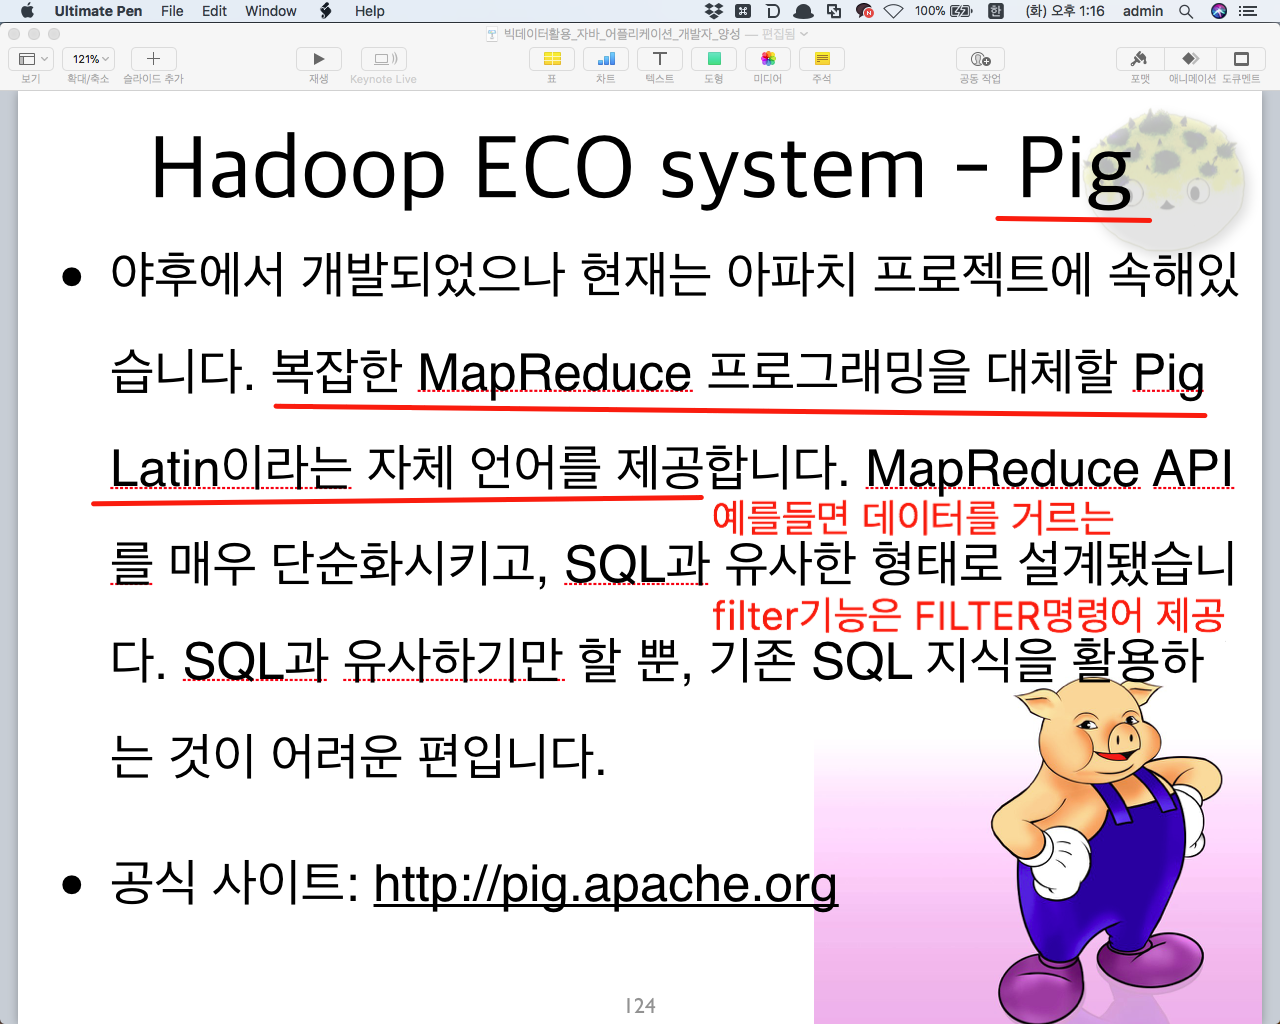 Ultimate Pen File Edit Window Help 100% 한 (화) 오후 1:16 admin
빅데이터활용_자바_어플리케이션_개발자_양성 — 편집됨
121%
보기 확대/축소 슬라이드 추가 재생 Keynote Live 표 차트 텍스트 도형 미디어 주석 공동 작업 포맷 애니메이션 도큐멘트
Hadoop ECO system - Pig
• 야후에서 개발되었으나 현재는 아파치 프로젝트에 속해있
습니다. 복잡한 MapReduce 프로그래밍을 대체할 Pig
Latin이라는 자체 언어를 제공합니다. MapReduce API
예를들면 데이터를 거르는
를 매우 단순화시키고, SQL과 유사한 형태로 설계됐습니
filter기능은 FILTER명령어 제공
다. SQL과 유사하기만 할 뿐, 기존 SQL 지식을 활용하
는 것이 어려운 편입니다.
• 공식 사이트: http://pig.apache.org
124